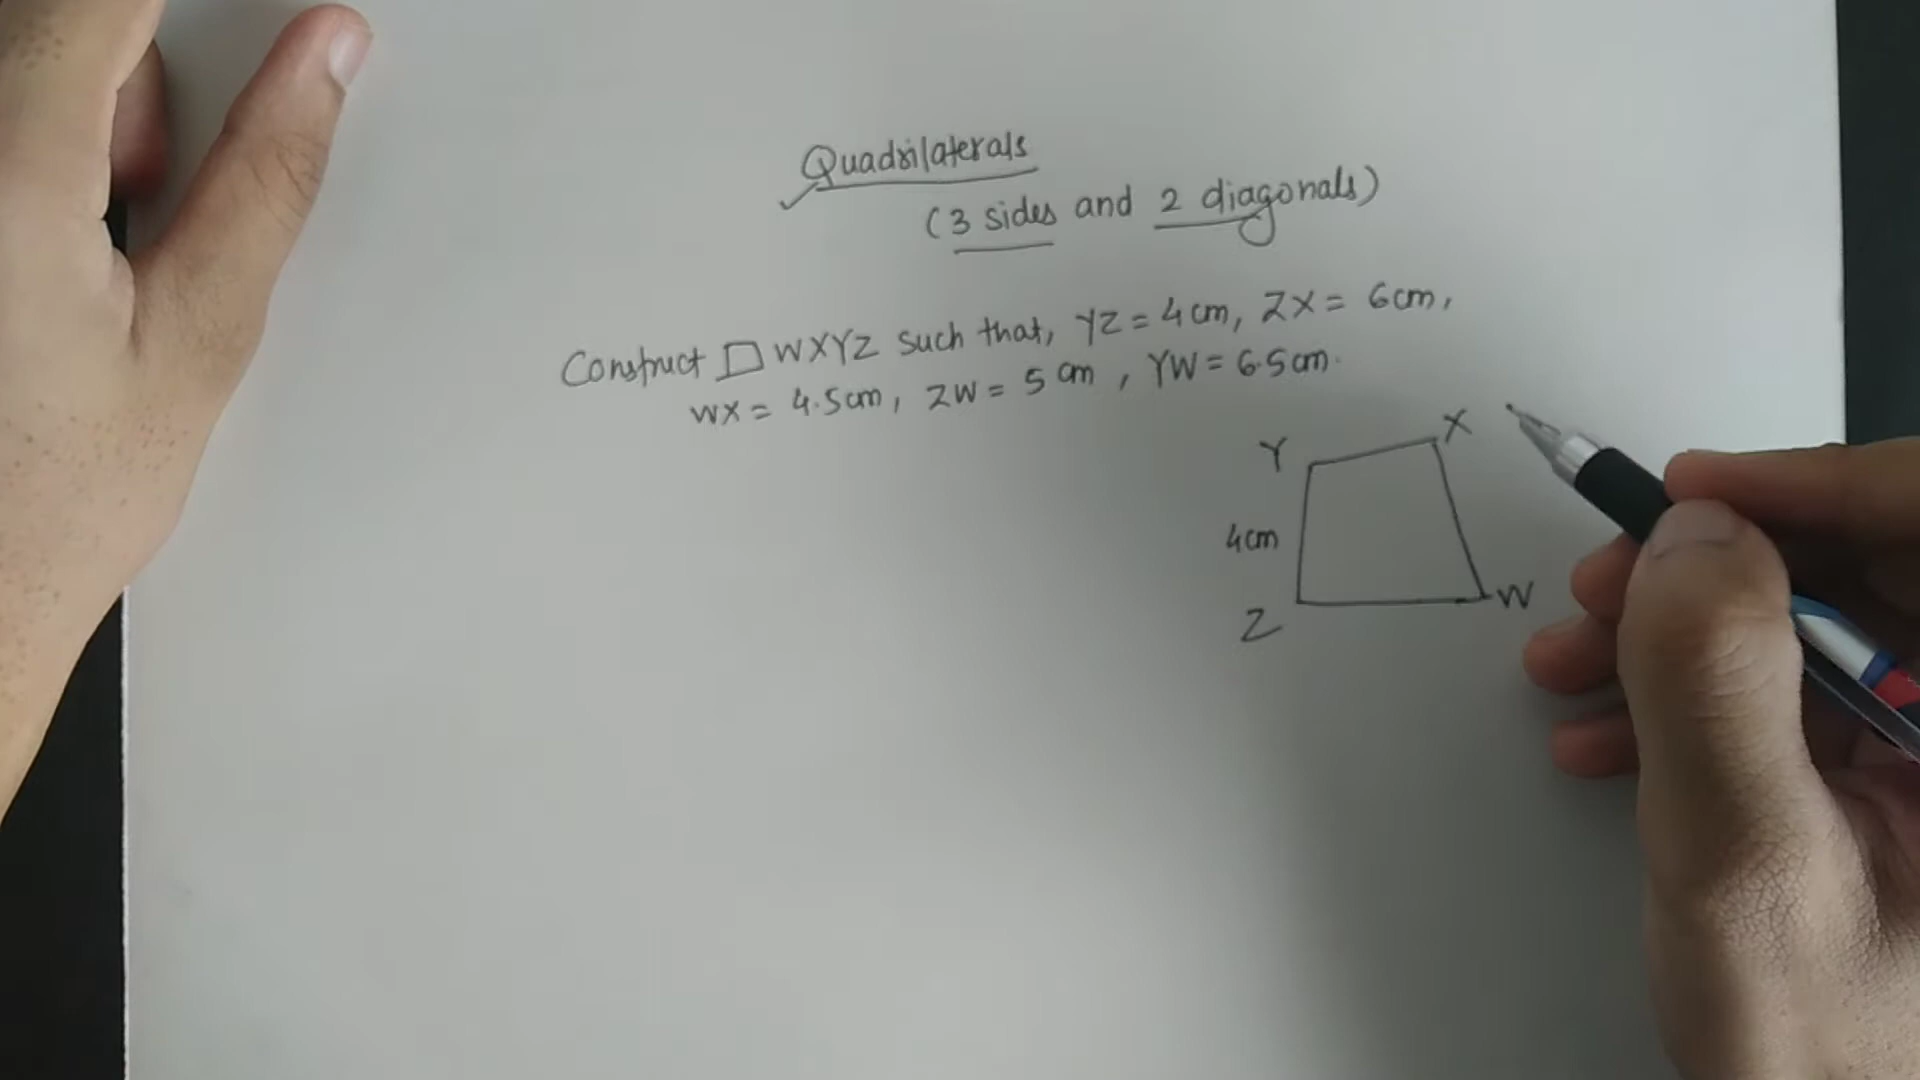 Quadrilaterals
(3 sides and 2 diagonals)
Construct □ WXYZ such that, YZ = 4cm, ZX = 6cm,
WX = 4.5cm, ZW = 5 cm, YW = 6.5cm.
Y X
4cm
Z W